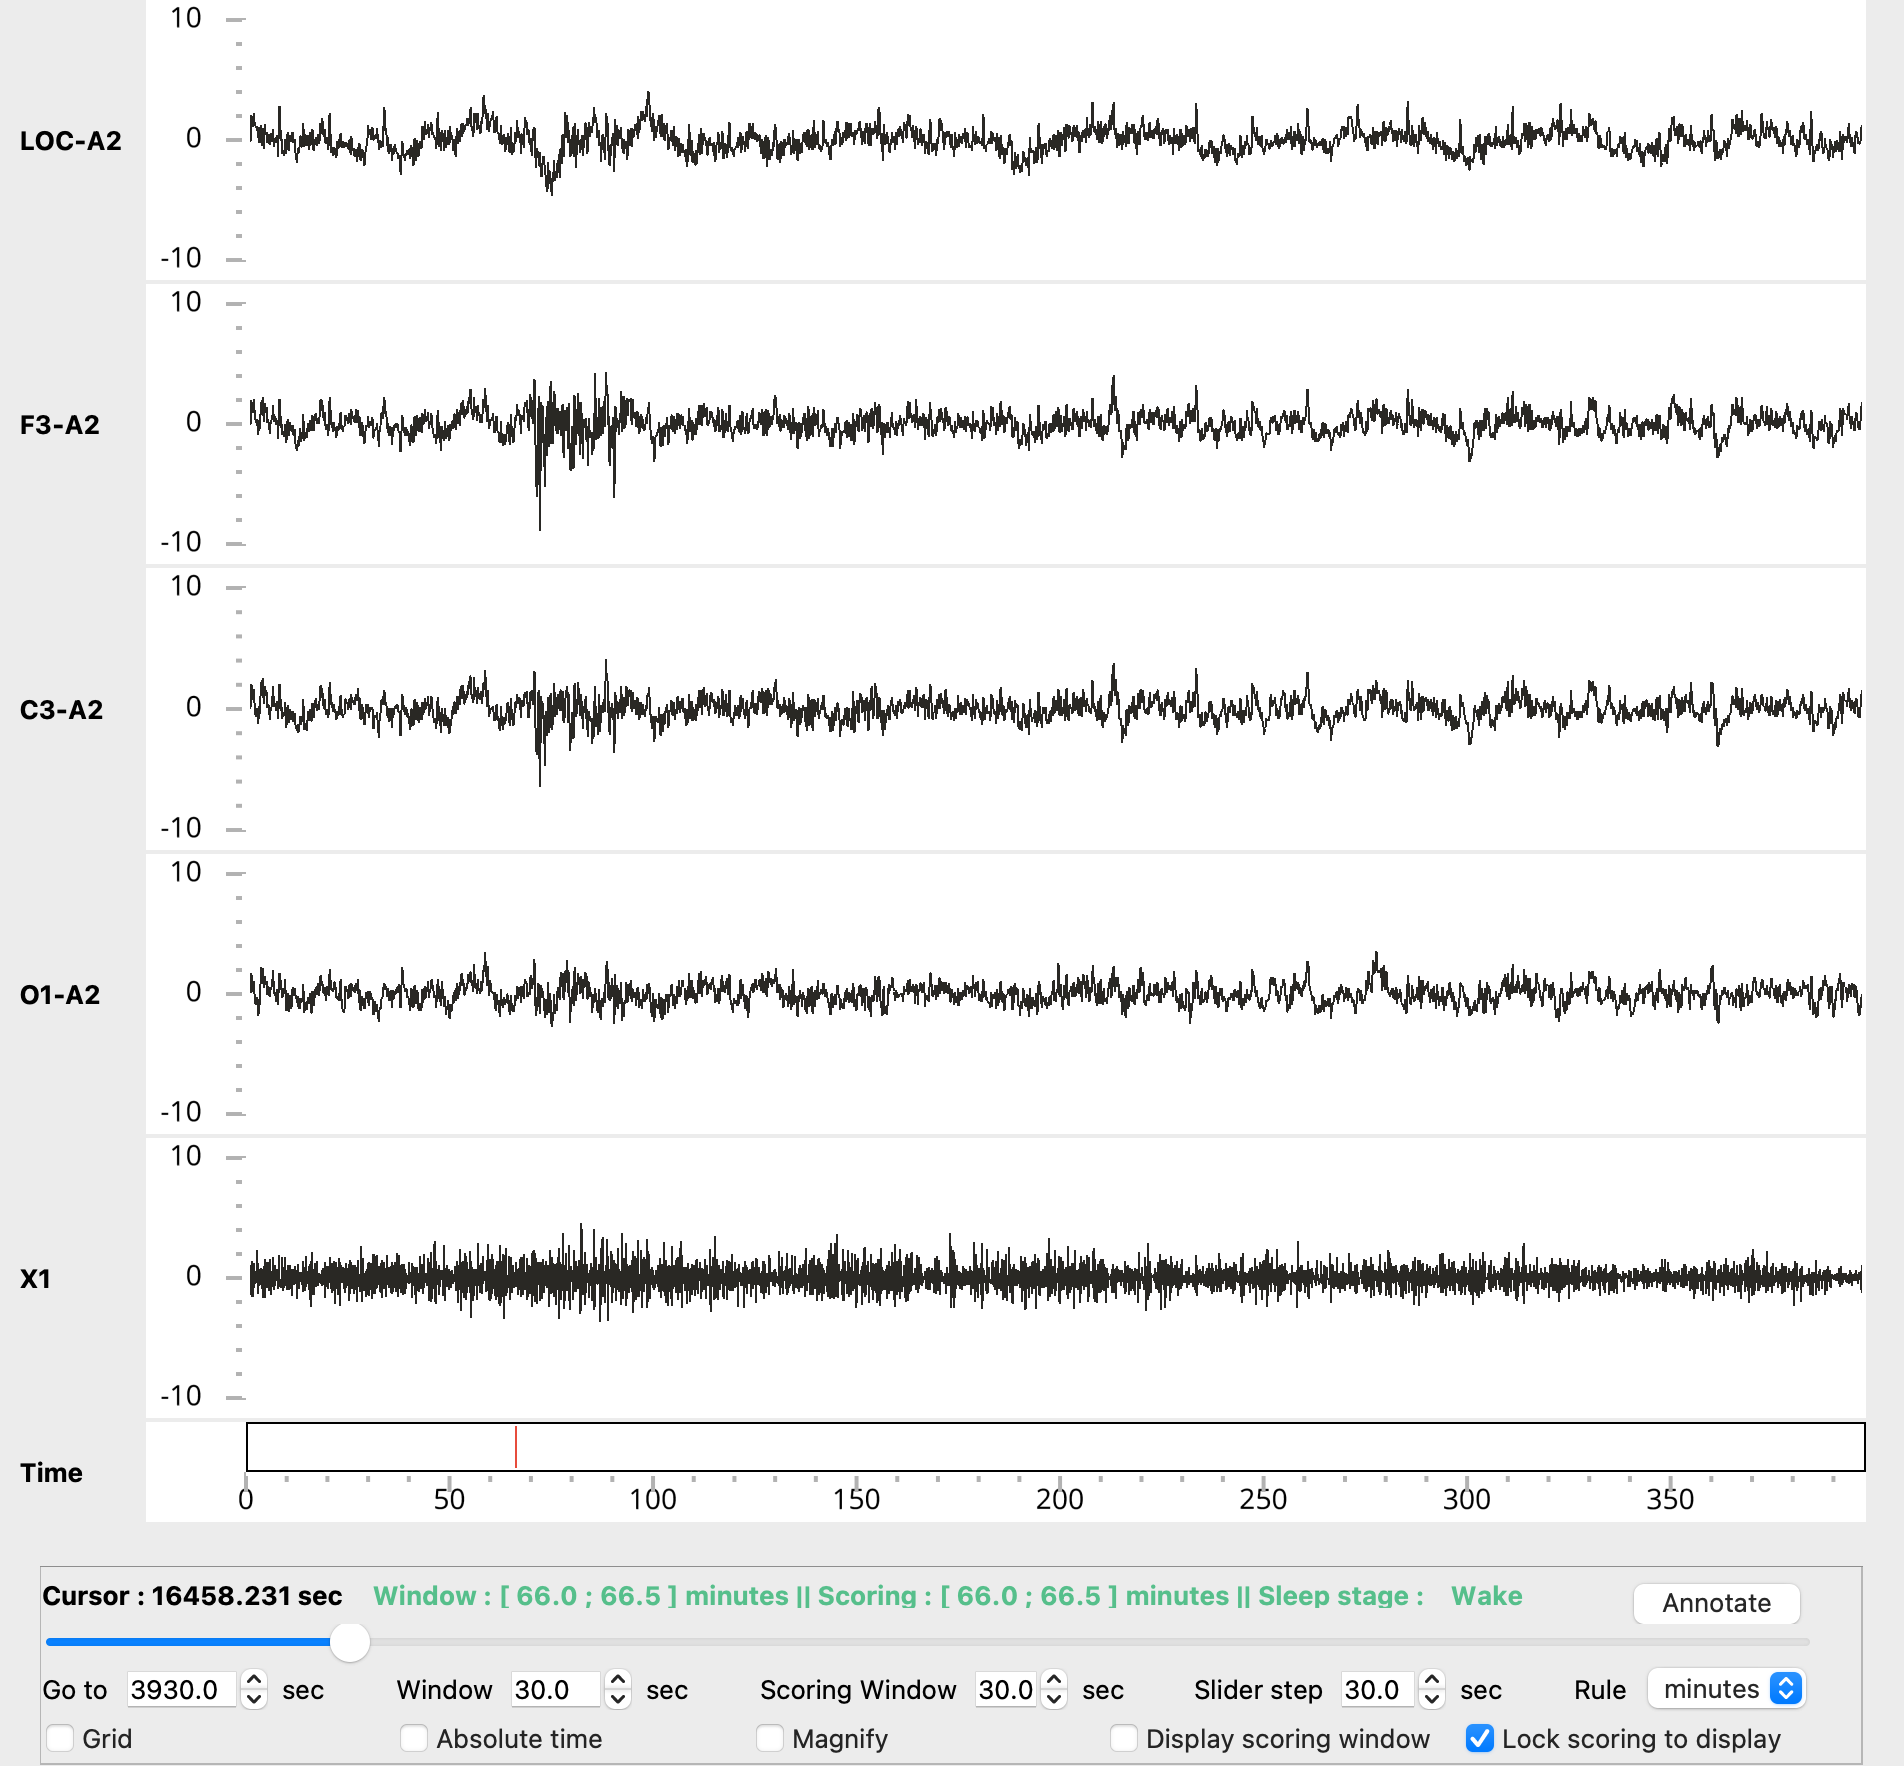 10
LOC-A2 0
-10
10
F3-A2 0
-10
10
C3-A2 0
-10
10
O1-A2 0
-10
10
X1 0
-10
Time
0 50 100 150 200 250 300 350
Cursor : 16458.231 sec Window : [ 66.0 ; 66.5 ] minutes || Scoring : [ 66.0 ; 66.5 ] minutes || Sleep stage : Wake Annotate
Go to 3930.0 sec Window 30.0 sec Scoring Window 30.0 sec Slider step 30.0 sec Rule minutes
Grid Absolute time Magnify Display scoring window Lock scoring to display